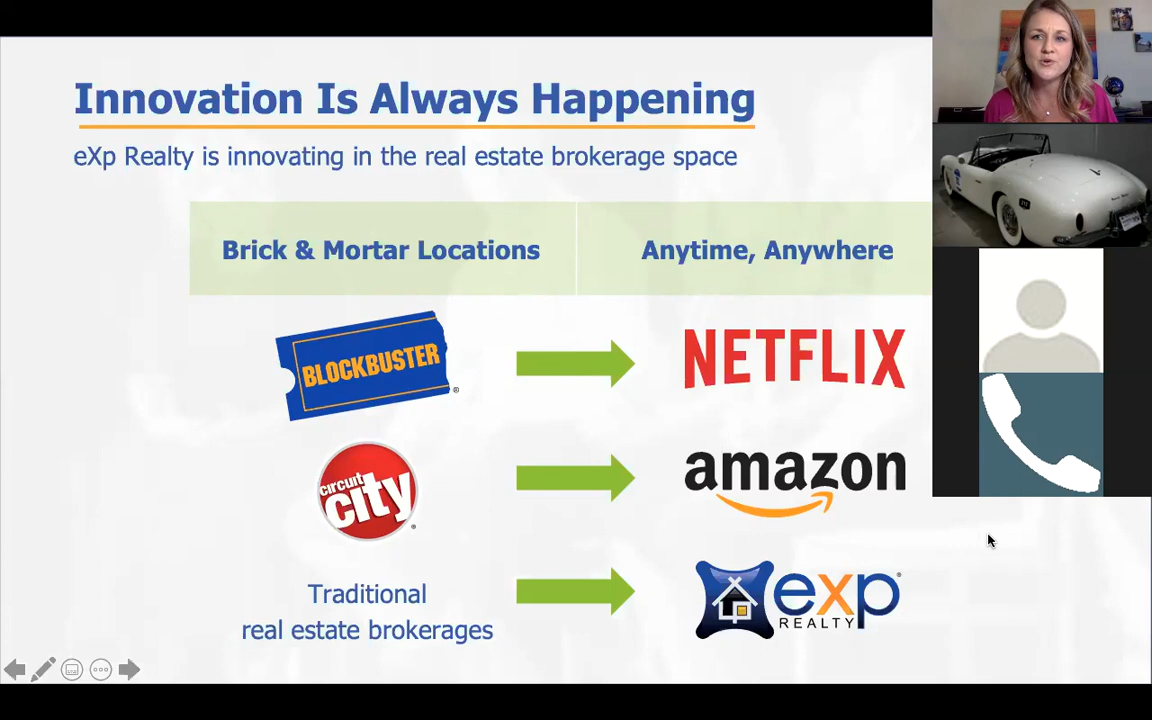 Innovation Is Always Happening
eXp Realty is innovating in the real estate brokerage space
Brick & Mortar Locations
Anytime, Anywhere
BLOCKBUSTER®
NETFLIX
circuit
city®
amazon
Traditional
real estate brokerages
exp®
REALTY